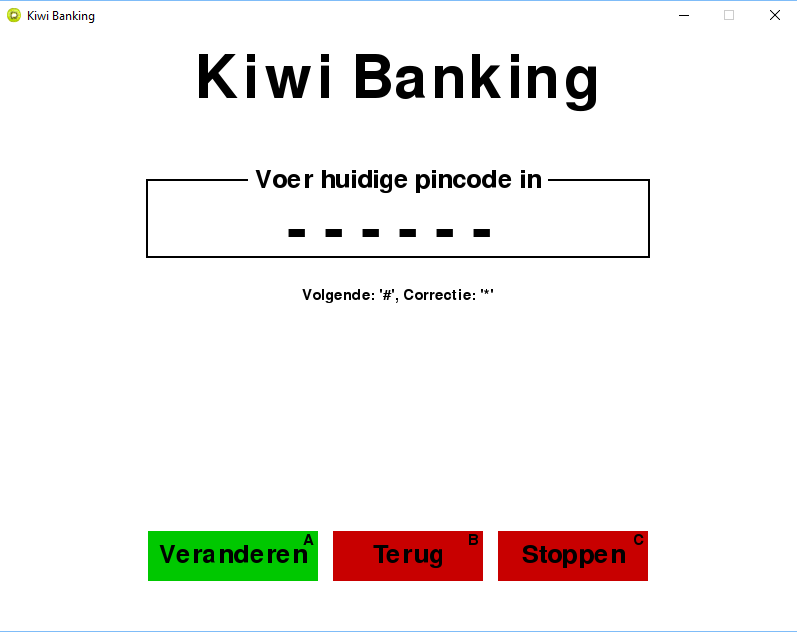 Kiwi Banking
Kiwi Banking
Voer huidige pincode in
- - - - - -
Volgende: '#', Correctie: '*'
Veranderen A
Terug B
Stoppen C